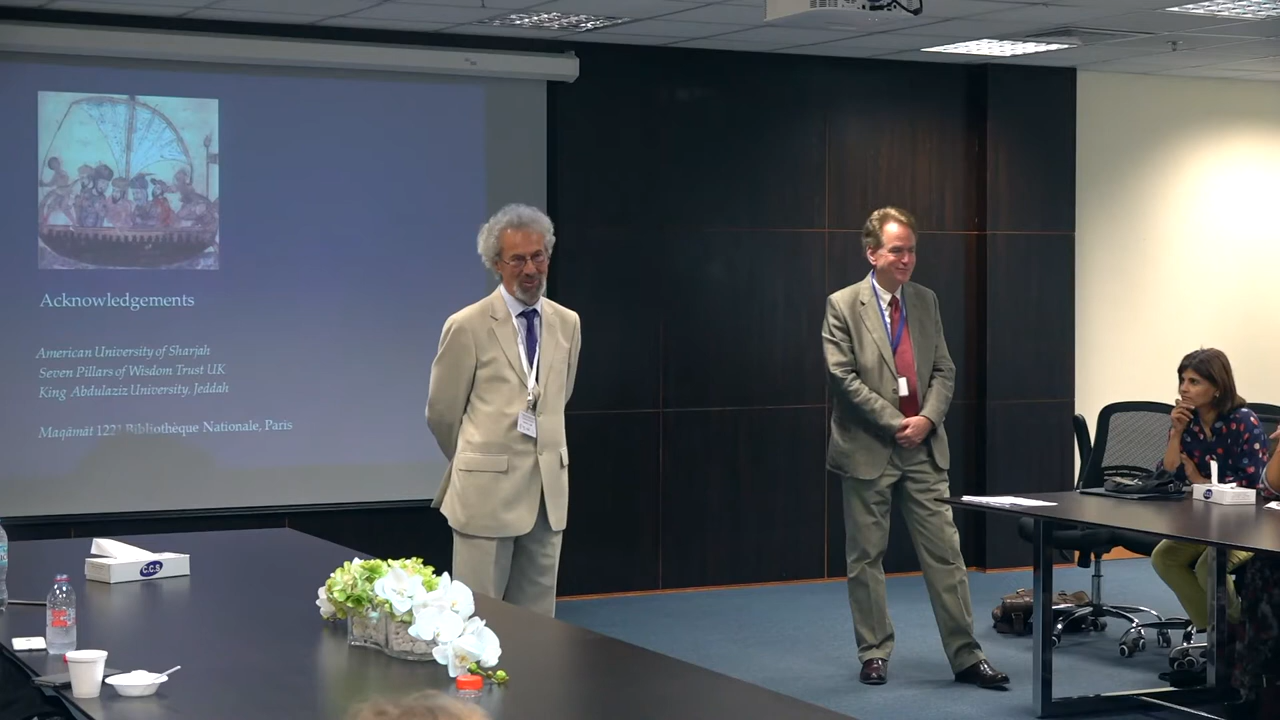 Acknowledgements
American University of Sharjah
Seven Pillars of Wisdom Trust UK
King Abdulaziz University, Jeddah
Maqāmāt 1221 Bibliothèque Nationale, Paris
C.C.S